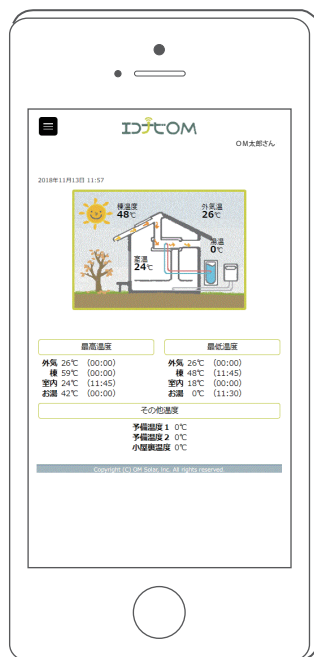 エコナビOM
OM太郎さん
2018年11月13日 11:57
棟温度
48℃
外気温
26℃
湯温
0℃
室温
24℃
最高温度
最低温度
外気 26℃ (00:00)
棟 59℃ (00:00)
室内 24℃ (11:45)
お湯 42℃ (00:00)
外気 26℃ (00:00)
棟 48℃ (11:45)
室内 18℃ (00:00)
お湯 0℃ (11:30)
その他温度
予備温度1 0℃
予備温度2 0℃
小屋裏温度 0℃
Copyright (C) OM Solar, Inc. All rights reserved.